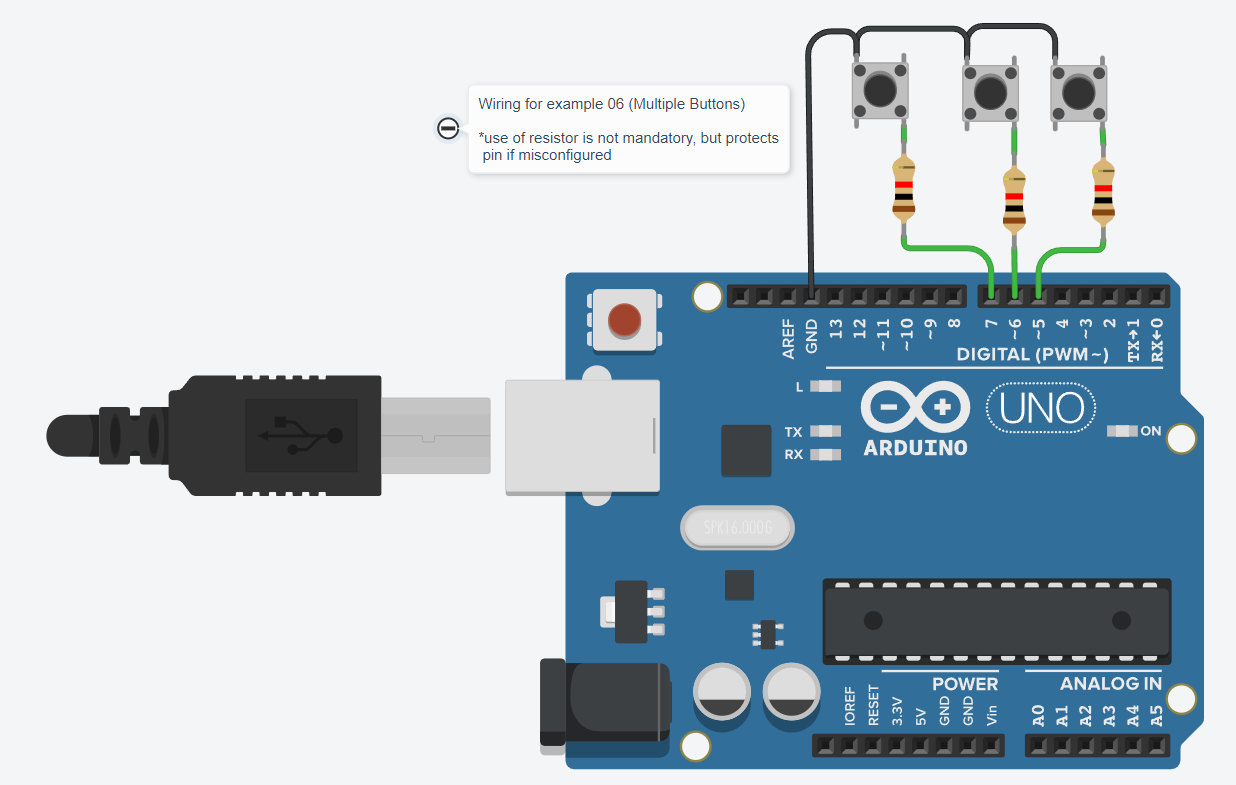 Wiring for example 06 (Multiple Buttons)
*use of resistor is not mandatory, but protects
pin if misconfigured
AREF
GND
13
12
~11
~10
~9
8
7
~6
~5
4
~3
2
TX→1
RX←0
DIGITAL (PWM~)
L
TX
RX
ARDUINO
UNO
ON
SPK16.000G
IOREF
RESET
3.3V
5V
GND
GND
Vin
POWER
ANALOG IN
A0
A1
A2
A3
A4
A5